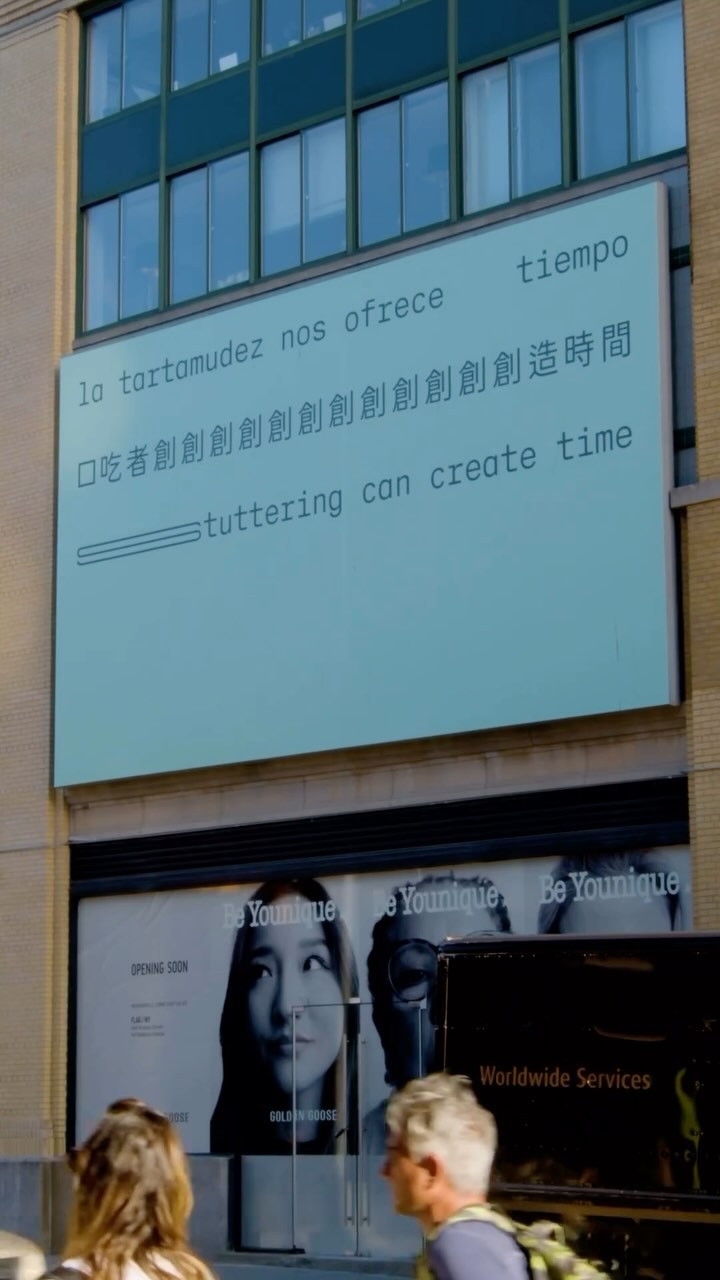 la tartamudez nos ofrece          tiempo
口吃者創創創創創創創創創創創創造時間
tuttering can create time
Be Younique.
Be Younique.
Be Younique.
OPENING SOON
GOLDEN GOOSE
Worldwide Services